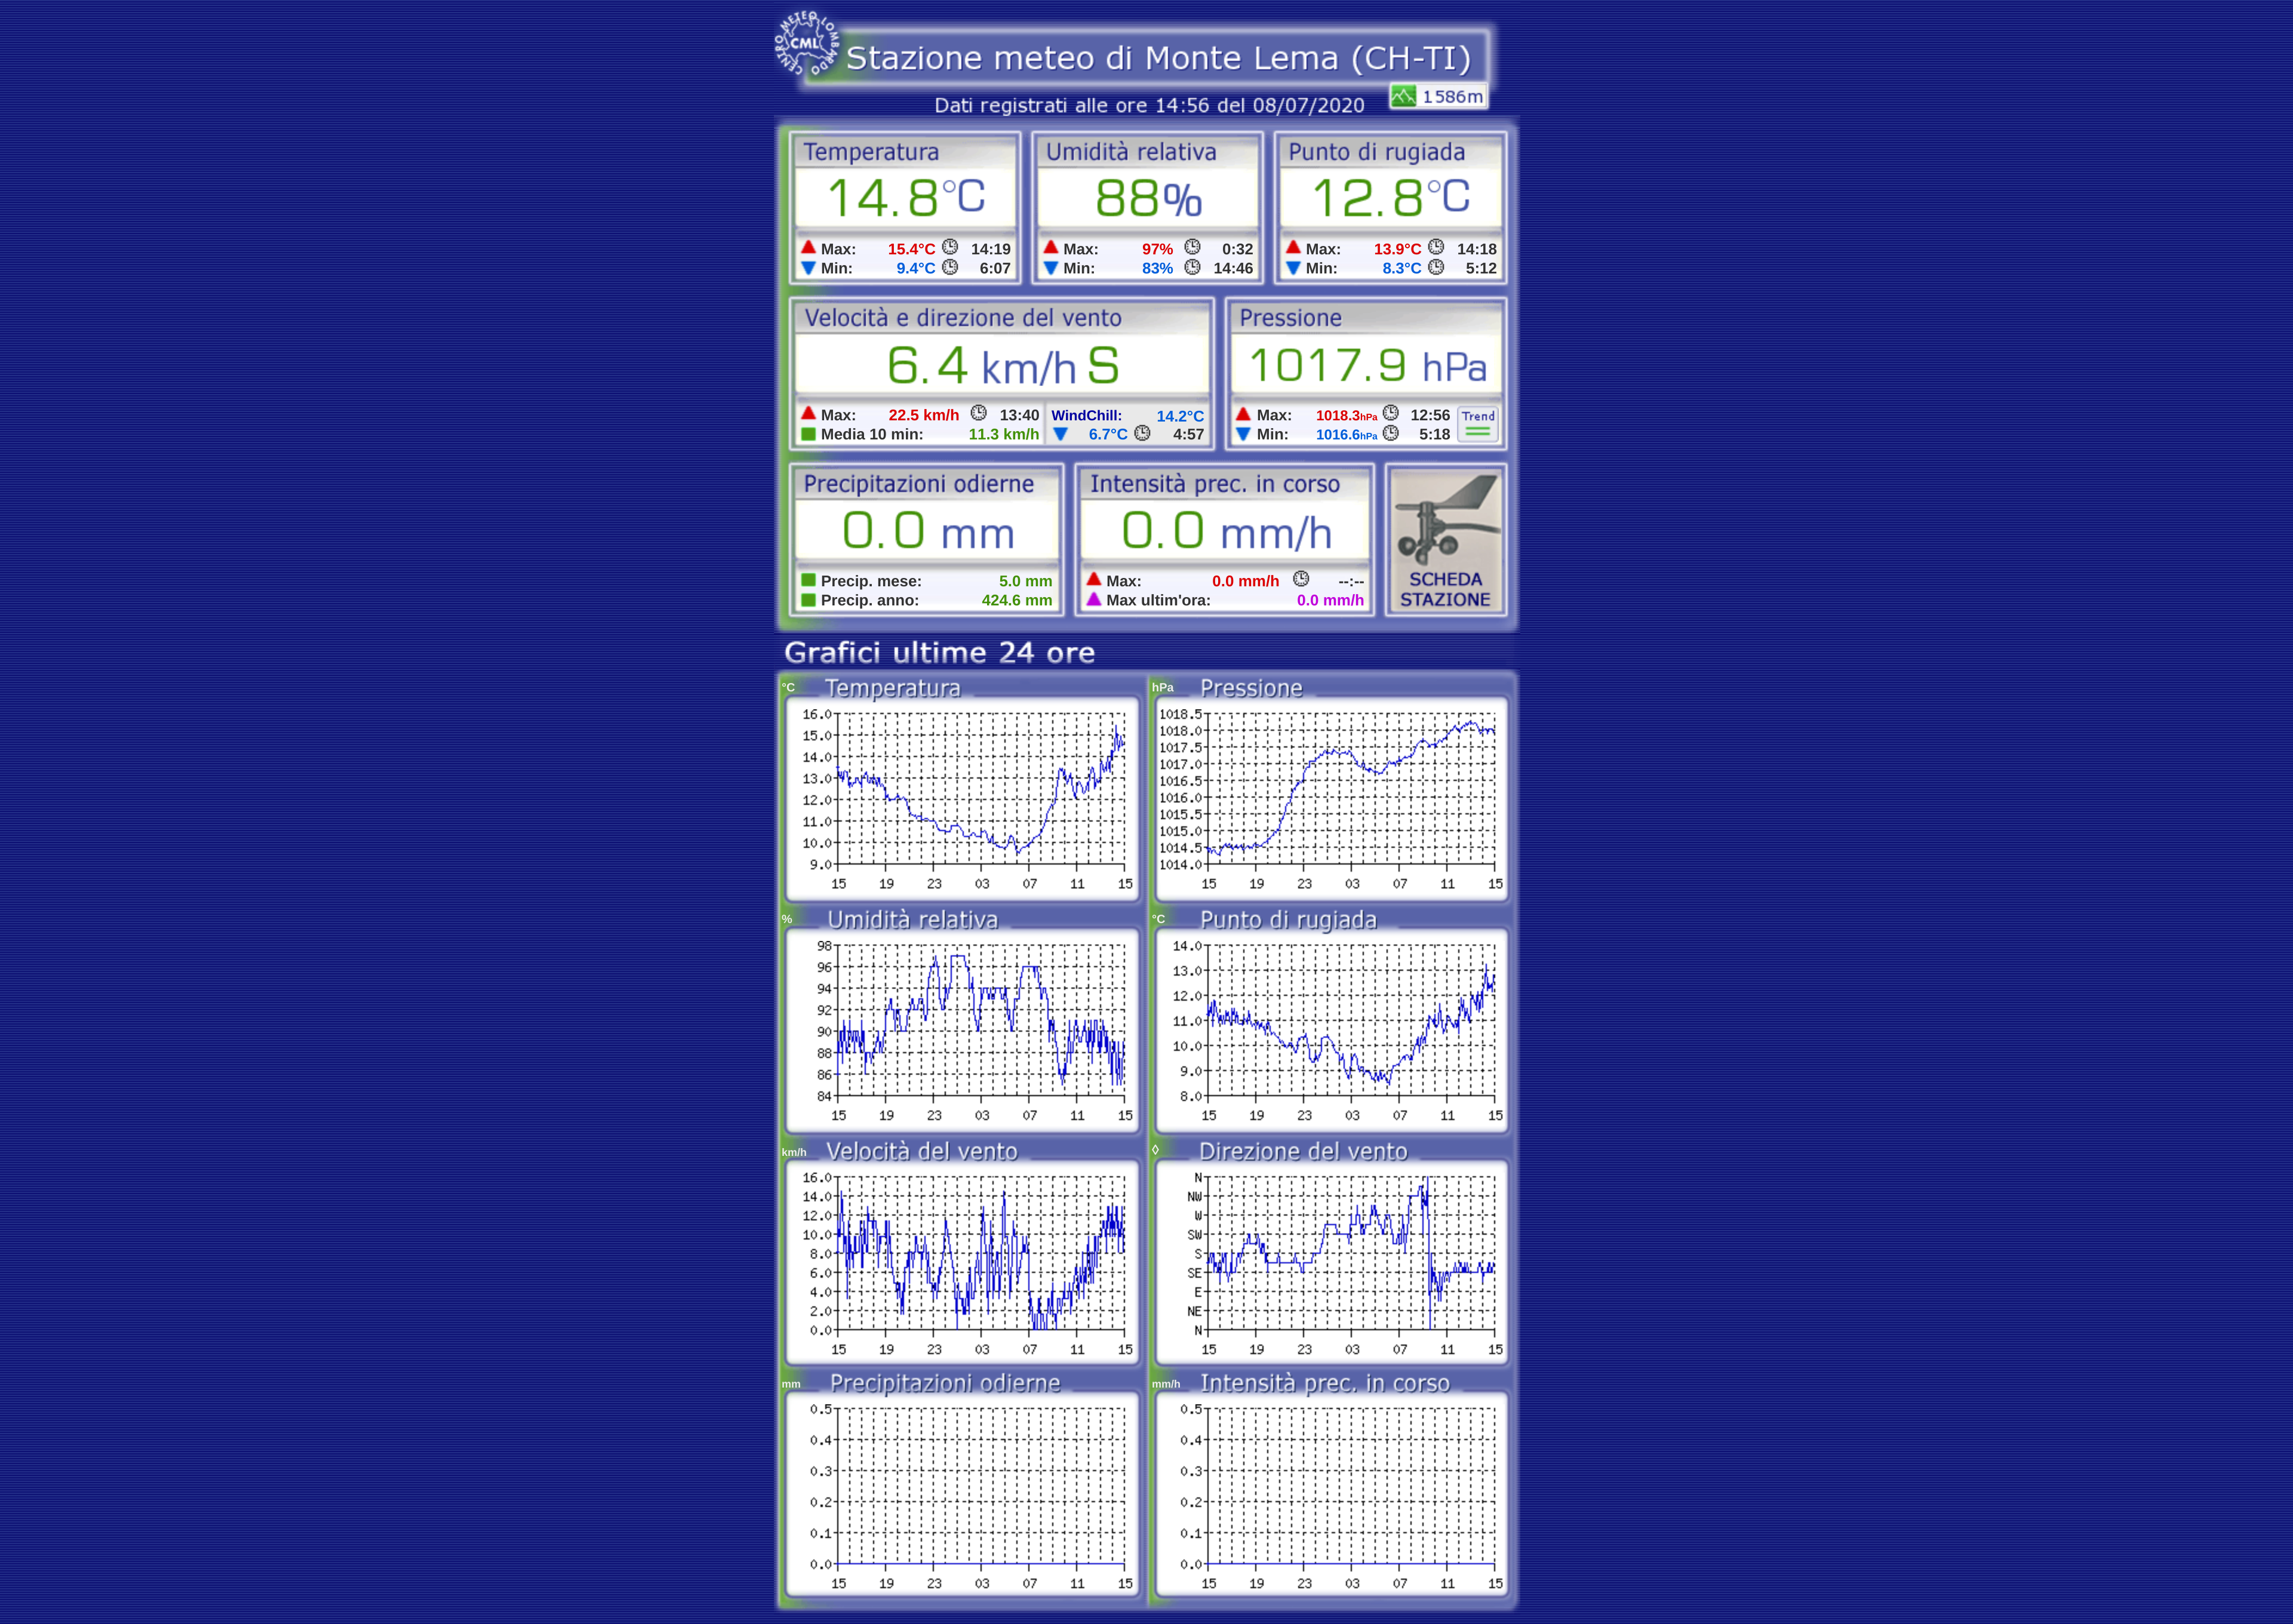 CENTRO METEO LOMBARDO
CML
Stazione meteo di Monte Lema (CH-TI)
1586m
Dati registrati alle ore 14:56 del 08/07/2020
Temperatura
14.8°C
Max: 15.4°C 14:19
Min: 9.4°C 6:07
Umidità relativa
88%
Max: 97% 0:32
Min: 83% 14:46
Punto di rugiada
12.8°C
Max: 13.9°C 14:18
Min: 8.3°C 5:12
Velocità e direzione del vento
6.4 km/h S
Max: 22.5 km/h 13:40
Media 10 min: 11.3 km/h
WindChill: 14.2°C
6.7°C 4:57
Pressione
1017.9 hPa
Max: 1018.3hPa 12:56
Min: 1016.6hPa 5:18
Trend
Precipitazioni odierne
0.0 mm
Precip. mese: 5.0 mm
Precip. anno: 424.6 mm
Intensità prec. in corso
0.0 mm/h
Max: 0.0 mm/h --:--
Max ultim'ora: 0.0 mm/h
SCHEDA
STAZIONE
Grafici ultime 24 ore
°C Temperatura
16.0
15.0
14.0
13.0
12.0
11.0
10.0
9.0
15 19 23 03 07 11 15
hPa Pressione
1018.5
1018.0
1017.5
1017.0
1016.5
1016.0
1015.5
1015.0
1014.5
1014.0
15 19 23 03 07 11 15
% Umidità relativa
98
96
94
92
90
88
86
84
15 19 23 03 07 11 15
°C Punto di rugiada
14.0
13.0
12.0
11.0
10.0
9.0
8.0
15 19 23 03 07 11 15
km/h Velocità del vento
16.0
14.0
12.0
10.0
8.0
6.0
4.0
2.0
0.0
15 19 23 03 07 11 15
◊ Direzione del vento
N
NW
W
SW
S
SE
E
NE
N
15 19 23 03 07 11 15
mm Precipitazioni odierne
0.5
0.4
0.3
0.2
0.1
0.0
15 19 23 03 07 11 15
mm/h Intensità prec. in corso
0.5
0.4
0.3
0.2
0.1
0.0
15 19 23 03 07 11 15